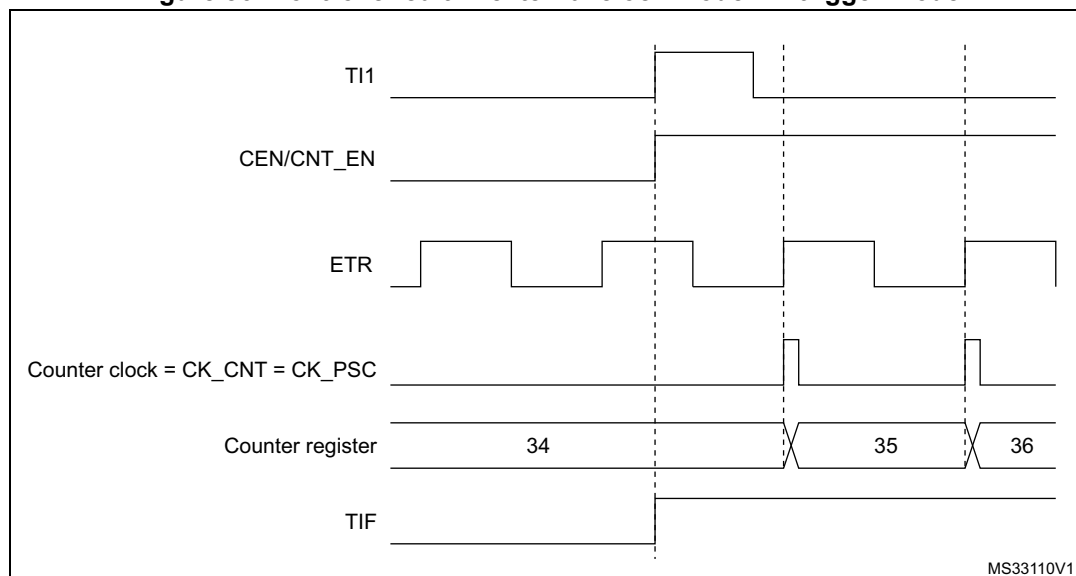 TI1
CEN/CNT_EN
ETR
Counter clock = CK_CNT = CK_PSC
Counter register 34 35 36
TIF
MS33110V1